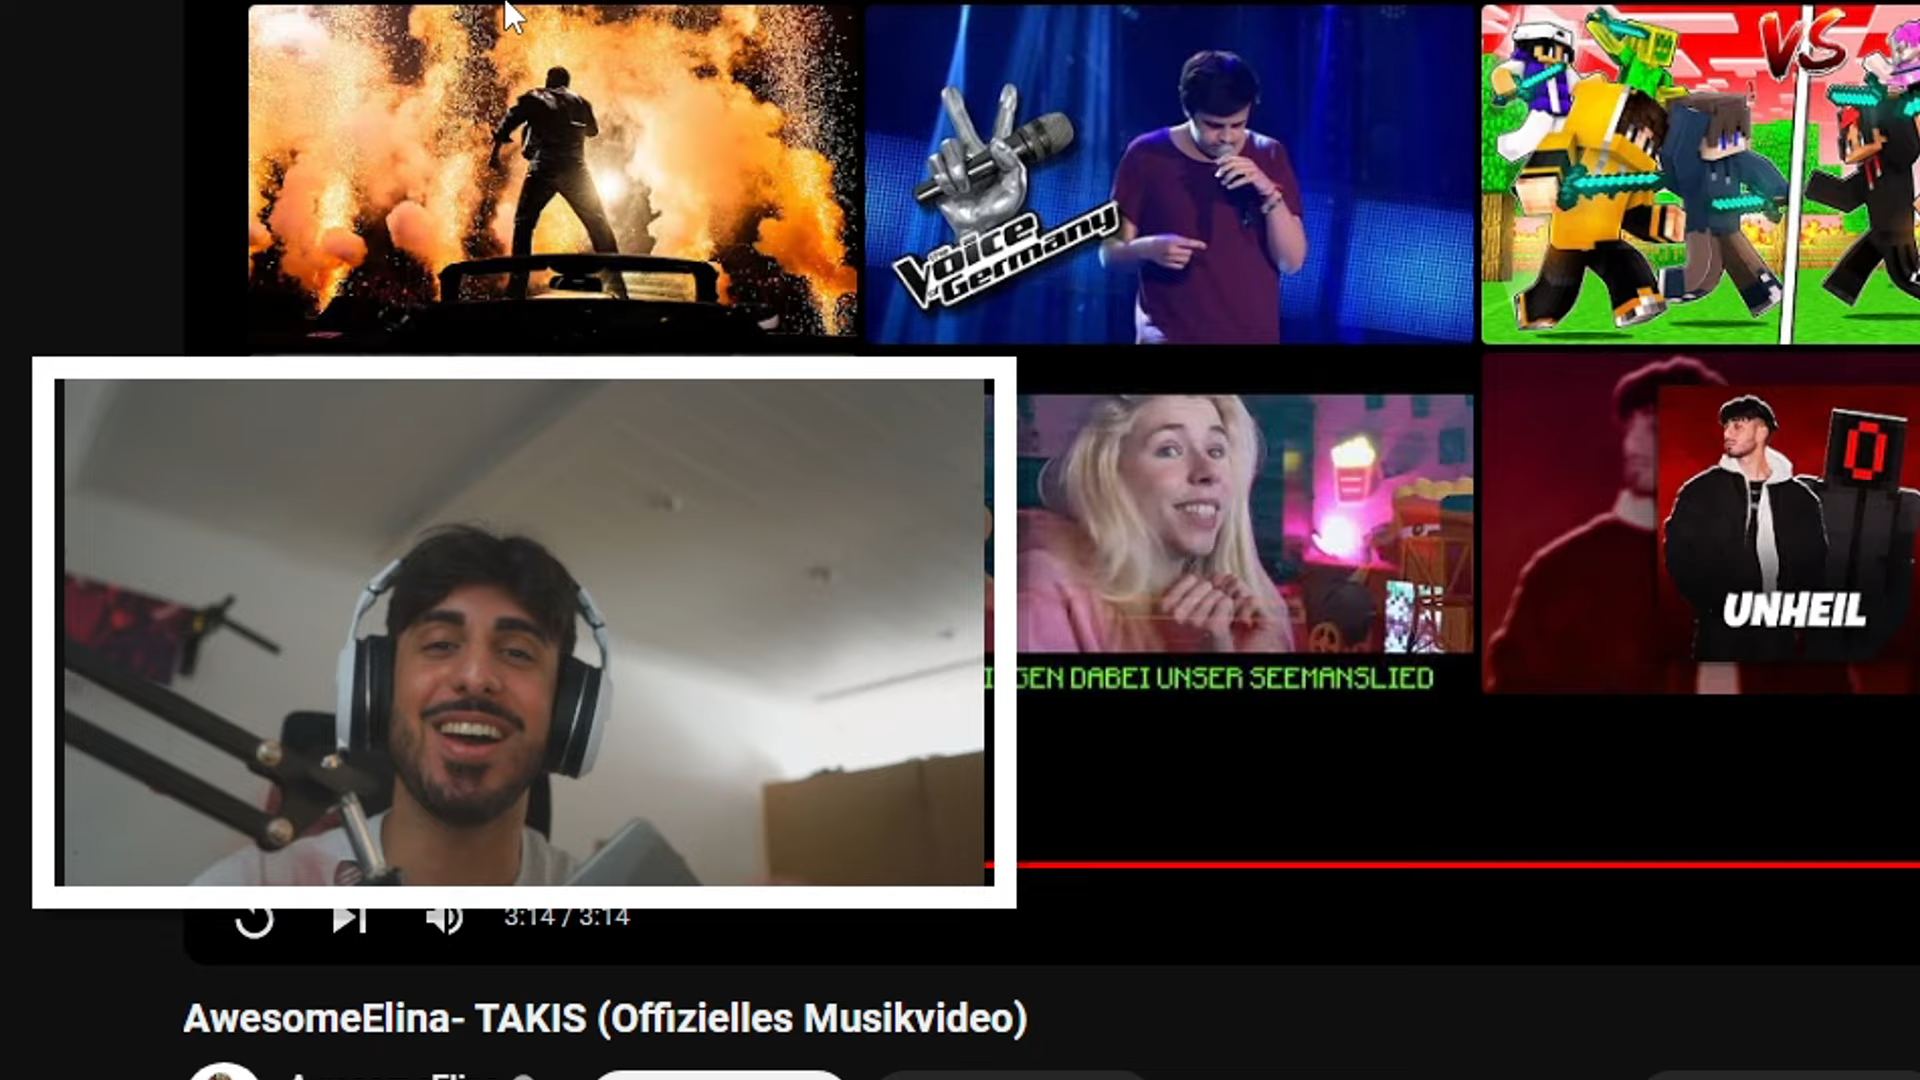 VS
The
Voice
of
Germany
GEN DABEI UNSER SEEMANSLIED
UNHEIL
3:14 / 3:14
AwesomeElina- TAKIS (Offizielles Musikvideo)